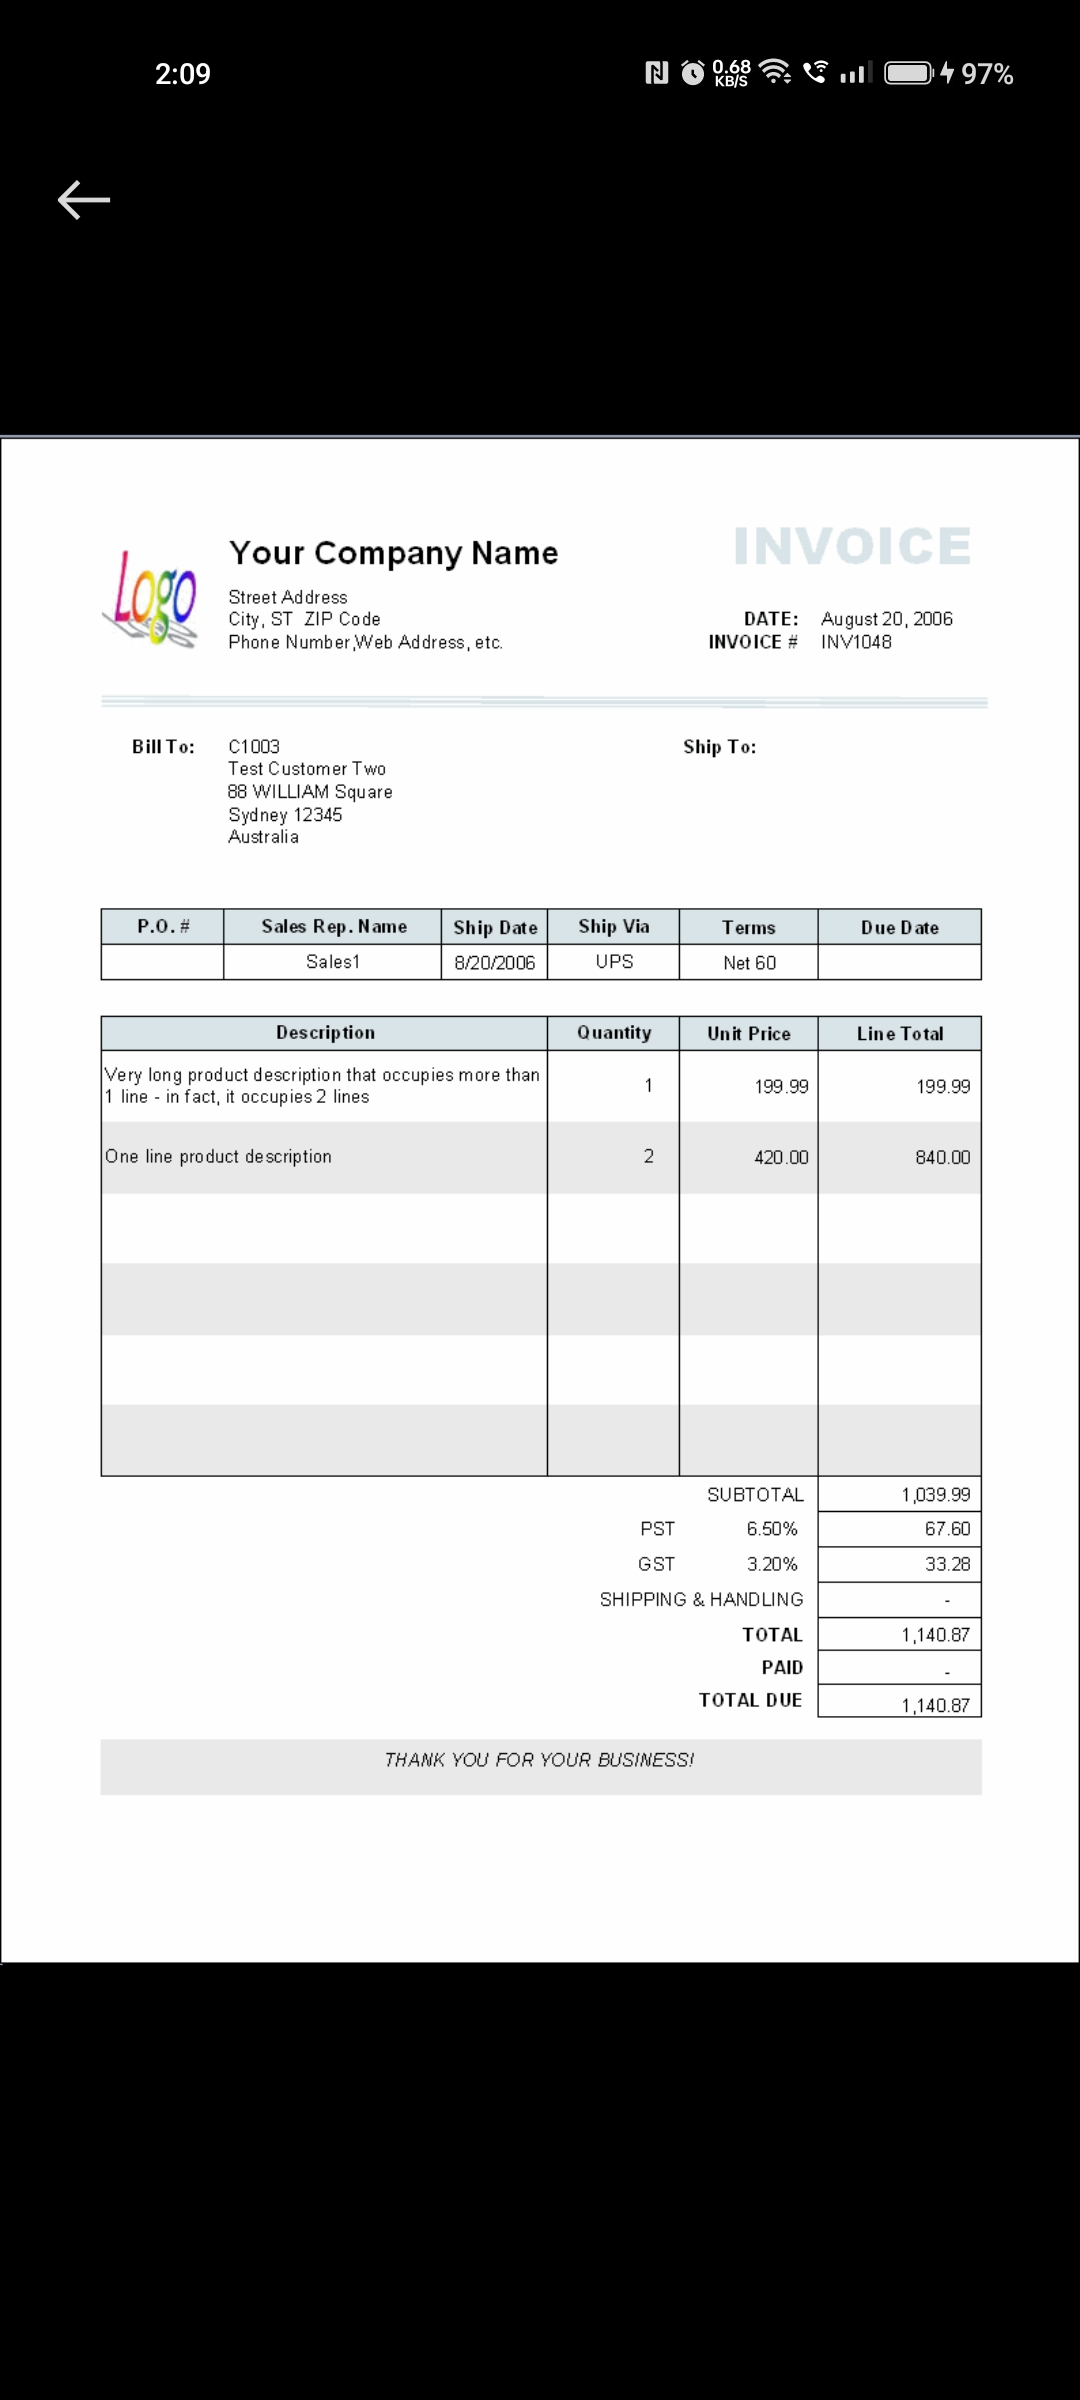 2:09 0.68 KB/S 97%
INVOICE
Logo
Your Company Name
Street Address
City, ST ZIP Code
Phone Number,Web Address, etc.
DATE: August 20, 2006
INVOICE # INV1048
Bill To: C1003
Test Customer Two
88 WILLIAM Square
Sydney 12345
Australia
Ship To:
P.O. # Sales Rep. Name Ship Date Ship Via Terms Due Date
Sales1 8/20/2006 UPS Net 60
Description Quantity Unit Price Line Total
Very long product description that occupies more than
1 line - in fact, it occupies 2 lines 1 199.99 199.99
One line product description 2 420.00 840.00
SUBTOTAL 1,039.99
PST 6.50% 67.60
GST 3.20% 33.28
SHIPPING & HANDLING -
TOTAL 1,140.87
PAID -
TOTAL DUE 1,140.87
THANK YOU FOR YOUR BUSINESS!